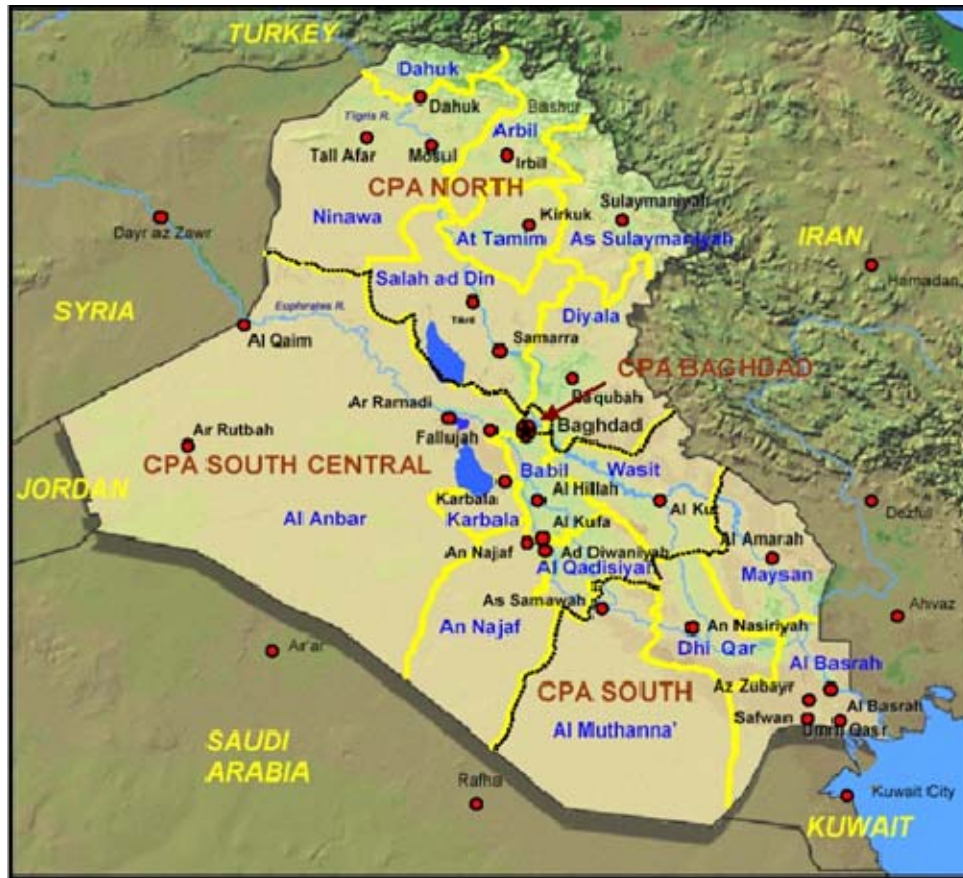 TURKEY
Dahuk
Dahuk
Bashur
Tigris R.
Arbil
Tall Afar
Mosul
Irbil
CPA NORTH
Sulaymaniyah
Ninawa
Kirkuk
Dayr az Zawr
At Tamim
As Sulaymaniyah
IRAN
Hamadan
Salah ad Din
SYRIA
Euphrates R.
Diyala
Al Qaim
Samarra
CPA BAGHDAD
Ba'qubah
Ar Ramadi
Baghdad
Fallujah
Ar Rutbah
CPA SOUTH CENTRAL
Babil
Wasit
JORDAN
Al Hillah
Karbala
Al Kut
Dezful
Al Anbar
Karbala
Al Kufa
Al Amarah
An Najaf
Ad Diwaniyah
Al Qadisiyah
Maysan
As Samawah
Ahvaz
An Najaf
An Nasiriyah
Ar'ar
Dhi Qar
Al Basrah
CPA SOUTH
Az Zubayr
Al Basrah
Safwan
Umm Qasr
Al Muthanna'
SAUDI
ARABIA
Rafha
Kuwait City
KUWAIT